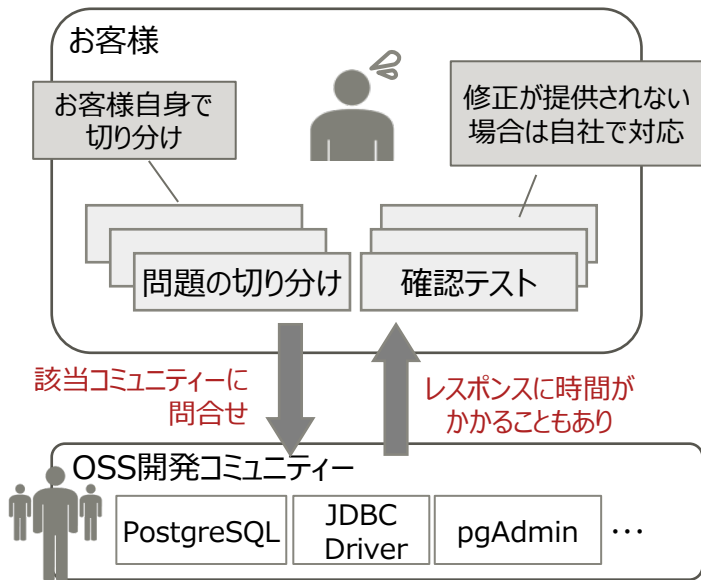 お客様
お客様自身で
切り分け
修正が提供されない
場合は自社で対応
問題の切り分け
確認テスト
該当コミュニティーに
問合せ
レスポンスに時間が
かかることもあり
OSS開発コミュニティー
PostgreSQL
JDBC
Driver
pgAdmin
…